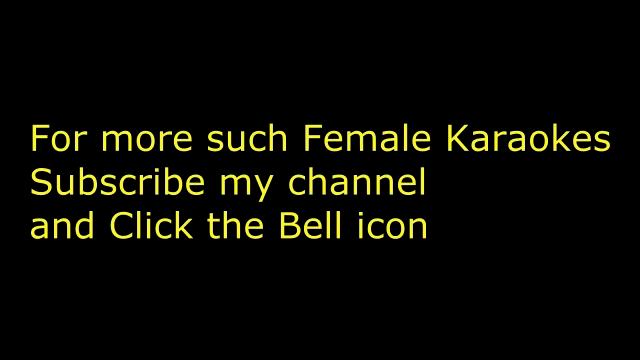 For more such Female Karaokes
Subscribe my channel
and Click the Bell icon